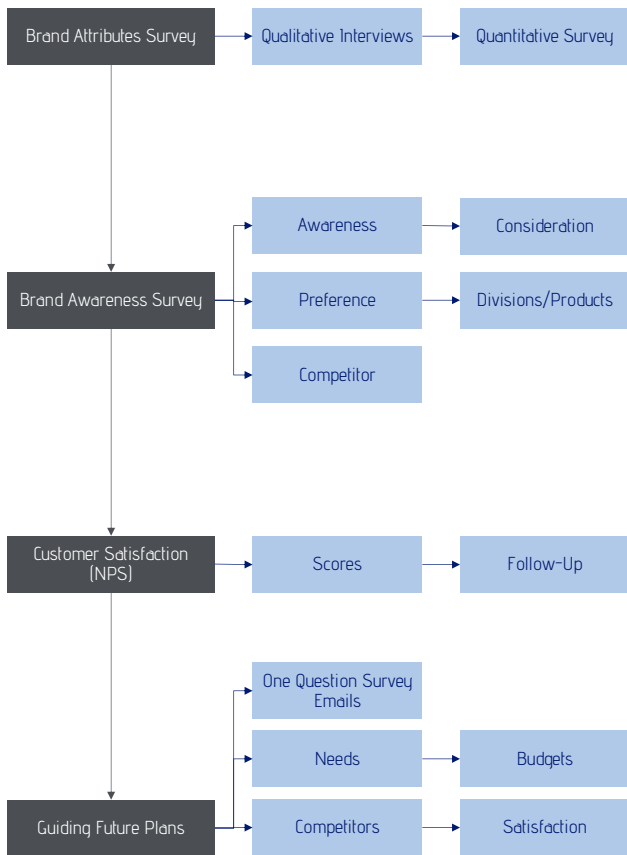 Brand Attributes Survey
Qualitative Interviews
Quantitative Survey
Awareness
Consideration
Brand Awareness Survey
Preference
Divisions/Products
Competitor
Customer Satisfaction
(NPS)
Scores
Follow-Up
One Question Survey
Emails
Needs
Budgets
Guiding Future Plans
Competitors
Satisfaction